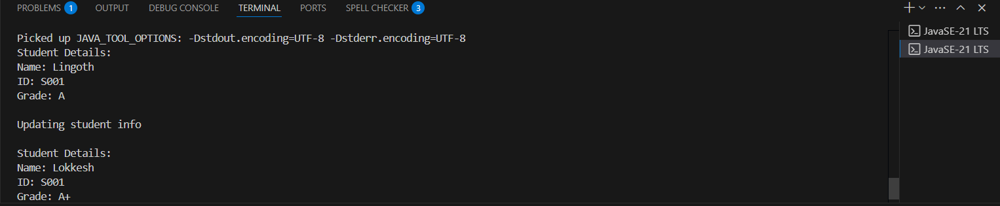 PROBLEMS 1 OUTPUT DEBUG CONSOLE TERMINAL PORTS SPELL CHECKER 3
Picked up JAVA_TOOL_OPTIONS: -Dstdout.encoding=UTF-8 -Dstderr.encoding=UTF-8
Student Details:
Name: Lingoth
ID: S001
Grade: A
Updating student info
Student Details:
Name: Lokkesh
ID: S001
Grade: A+
JavaSE-21 LTS
JavaSE-21 LTS